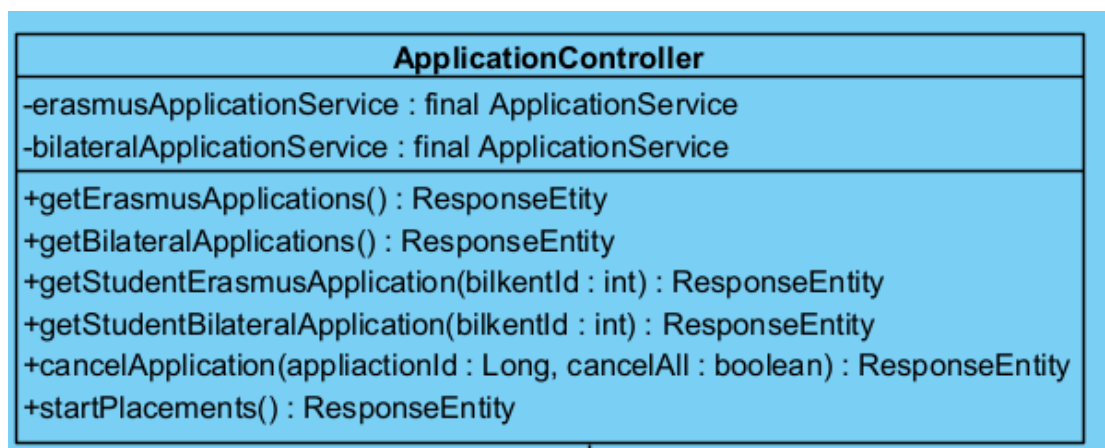 ApplicationController
-erasmusApplicationService : final ApplicationService
-bilateralApplicationService : final ApplicationService
+getErasmusApplications() : ResponseEtity
+getBilateralApplications() : ResponseEntity
+getStudentErasmusApplication(bilkentId : int) : ResponseEntity
+getStudentBilateralApplication(bilkentId : int) : ResponseEntity
+cancelApplication(appliactionId : Long, cancelAll : boolean) : ResponseEntity
+startPlacements() : ResponseEntity